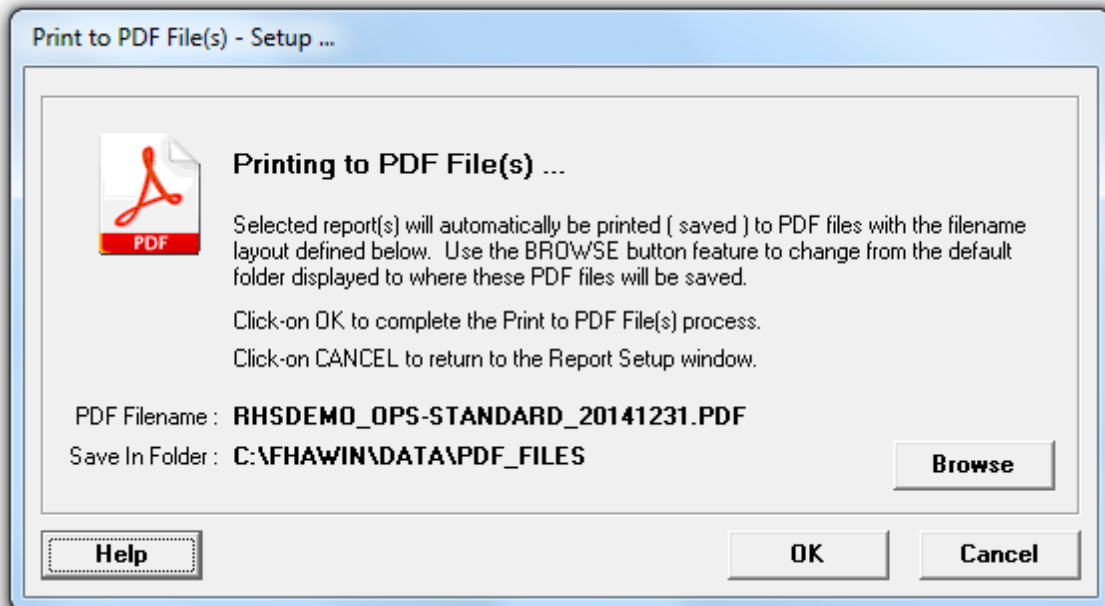 Print to PDF File(s) - Setup ...
PDF
Printing to PDF File(s) ...
Selected report(s) will automatically be printed ( saved ) to PDF files with the filename
layout defined below.  Use the BROWSE button feature to change from the default
folder displayed to where these PDF files will be saved.
Click-on OK to complete the Print to PDF File(s) process.
Click-on CANCEL to return to the Report Setup window.
PDF Filename : RHSDEMO_OPS-STANDARD_20141231.PDF
Save In Folder : C:\FHAWIN\DATA\PDF_FILES
Browse
Help OK Cancel